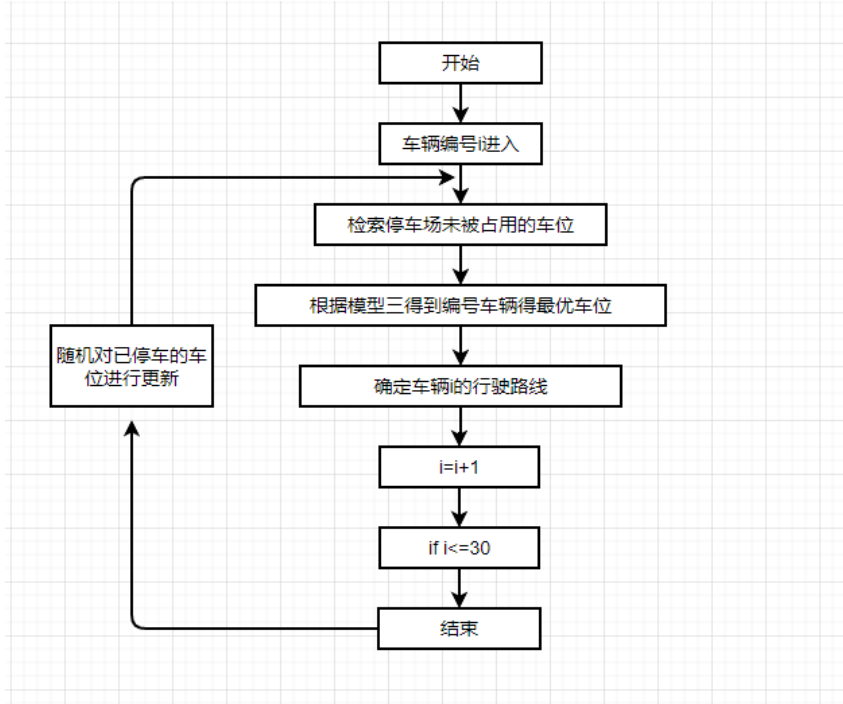 开始
车辆编号i进入
检索停车场未被占用的车位
根据模型三得到编号车辆得最优车位
随机对已停车的车
位进行更新
确定车辆i的行驶路线
i=i+1
if i<=30
结束